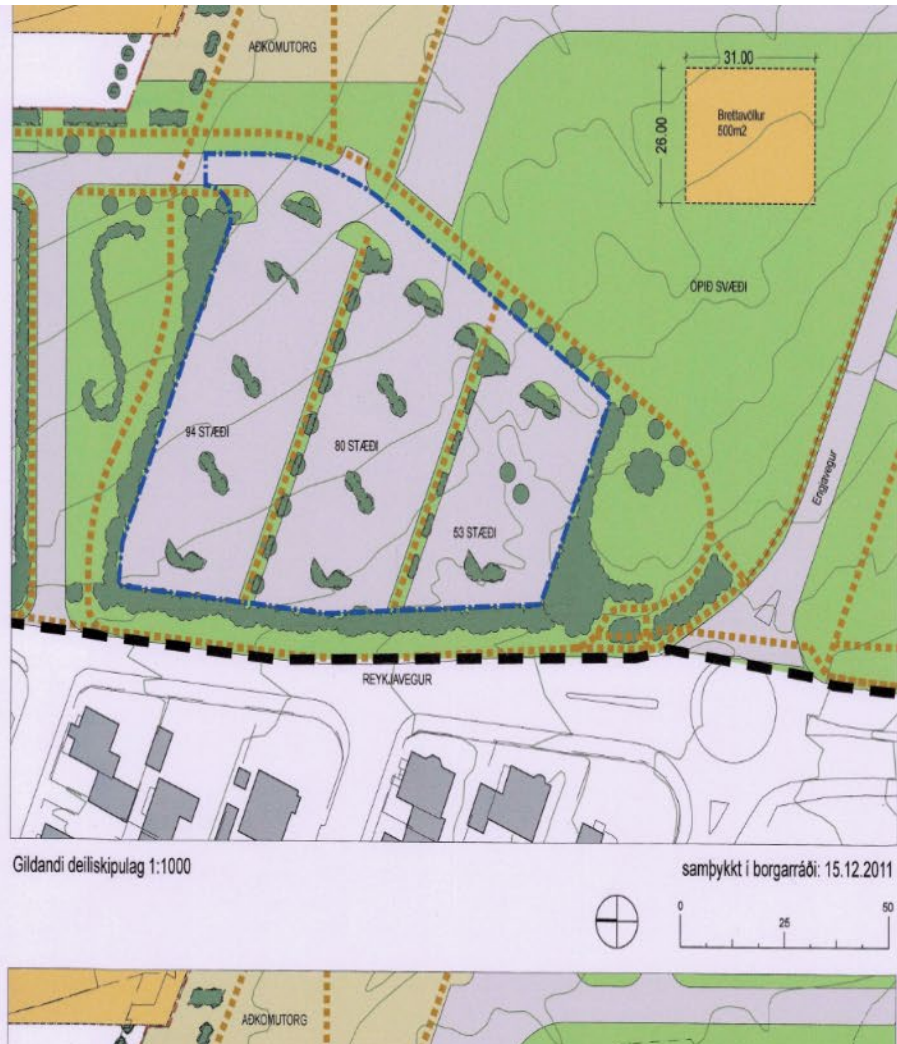 AÐKOMUTORG
31.00
26.00
Brettavöllur
500m2
OPIÐ SVÆÐI
94 STÆÐI
80 STÆÐI
53 STÆÐI
Engjavegur
REYKJAVEGUR
Gildandi deiliskipulag 1:1000
samþykkt í borgarráði: 15.12.2011
0
25
50
AÐKOMUTORG